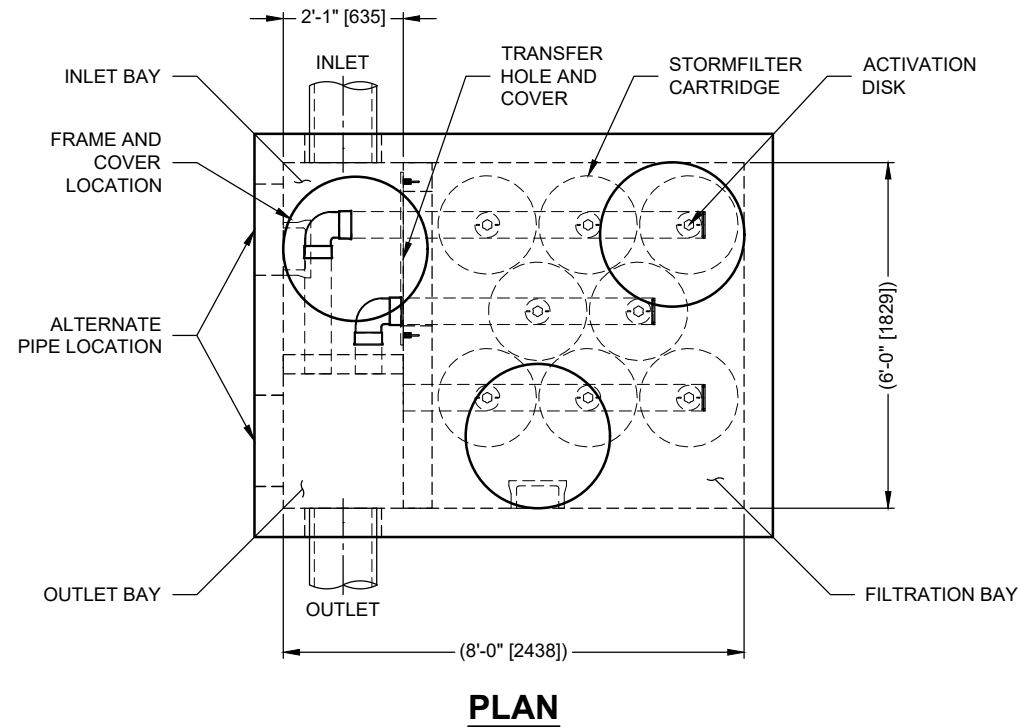 2'-1" [635]
INLET
TRANSFER
HOLE AND
COVER
STORMFILTER
CARTRIDGE
ACTIVATION
DISK
INLET BAY
FRAME AND
COVER
LOCATION
ALTERNATE
PIPE LOCATION
(6'-0" [1829])
OUTLET BAY
OUTLET
FILTRATION BAY
(8'-0" [2438])
PLAN